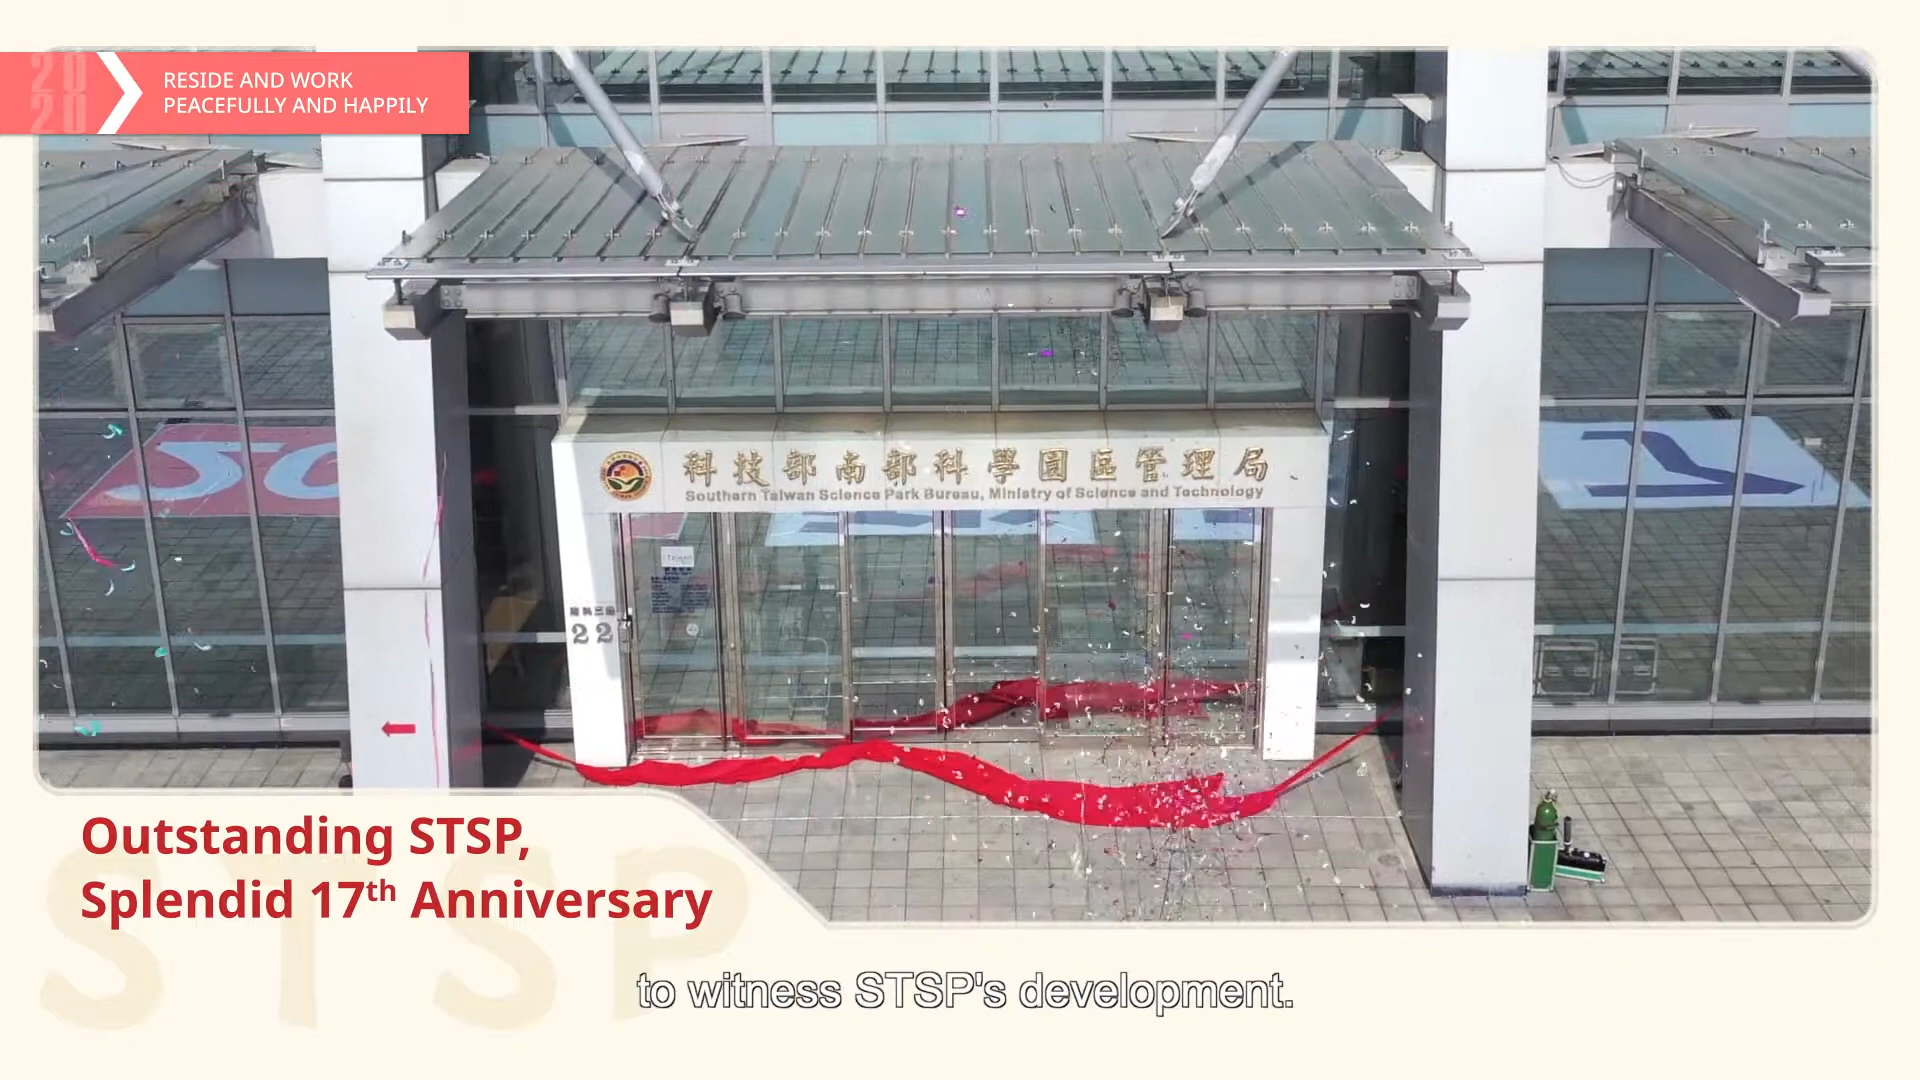 2020
RESIDE AND WORK
PEACEFULLY AND HAPPILY
50
科技部南部科學園區管理局
Southern Taiwan Science Park Bureau, Ministry of Science and Technology
22
Outstanding STSP,
Splendid 17th Anniversary
STSP
to witness STSP's development.